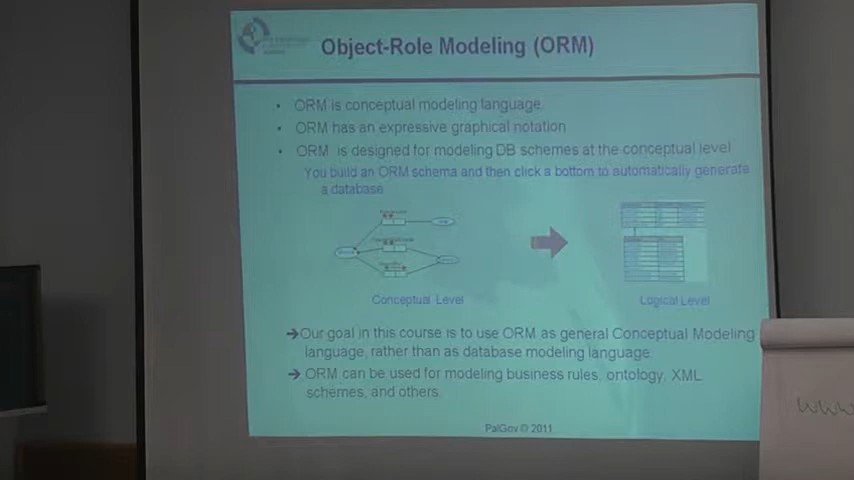 Object-Role Modeling (ORM)
• ORM is conceptual modeling language.
• ORM has an expressive graphical notation
• ORM is designed for modeling DB schemes at the conceptual level
You build an ORM schema and then click a bottom to automatically generate
a database
Conceptual Level
Logical Level
➔Our goal in this course is to use ORM as general Conceptual Modeling
language, rather than as database modeling language.
➔ ORM can be used for modeling business rules, ontology, XML
schemes, and others.
PalGov © 2011
www